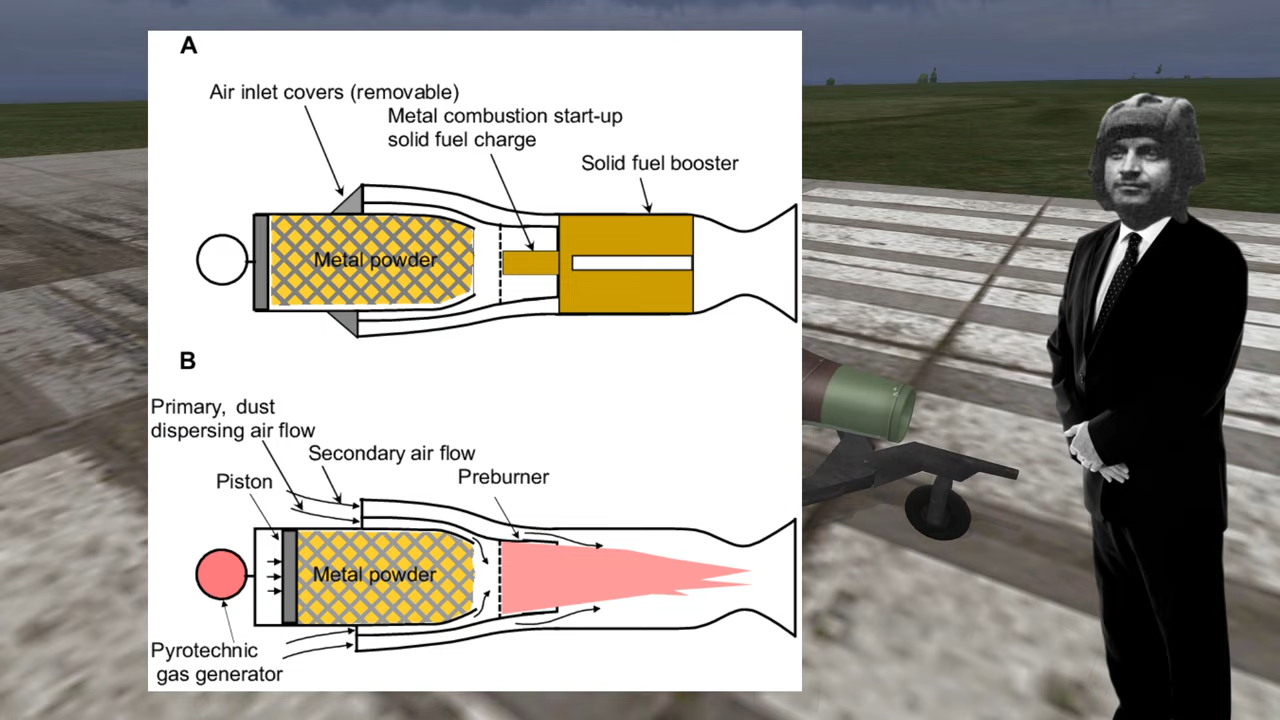 A
Air inlet covers (removable)
Metal combustion start-up
solid fuel charge
Solid fuel booster
Metal powder
B
Primary, dust
dispersing air flow
Secondary air flow
Piston
Preburner
Metal powder
Pyrotechnic
gas generator